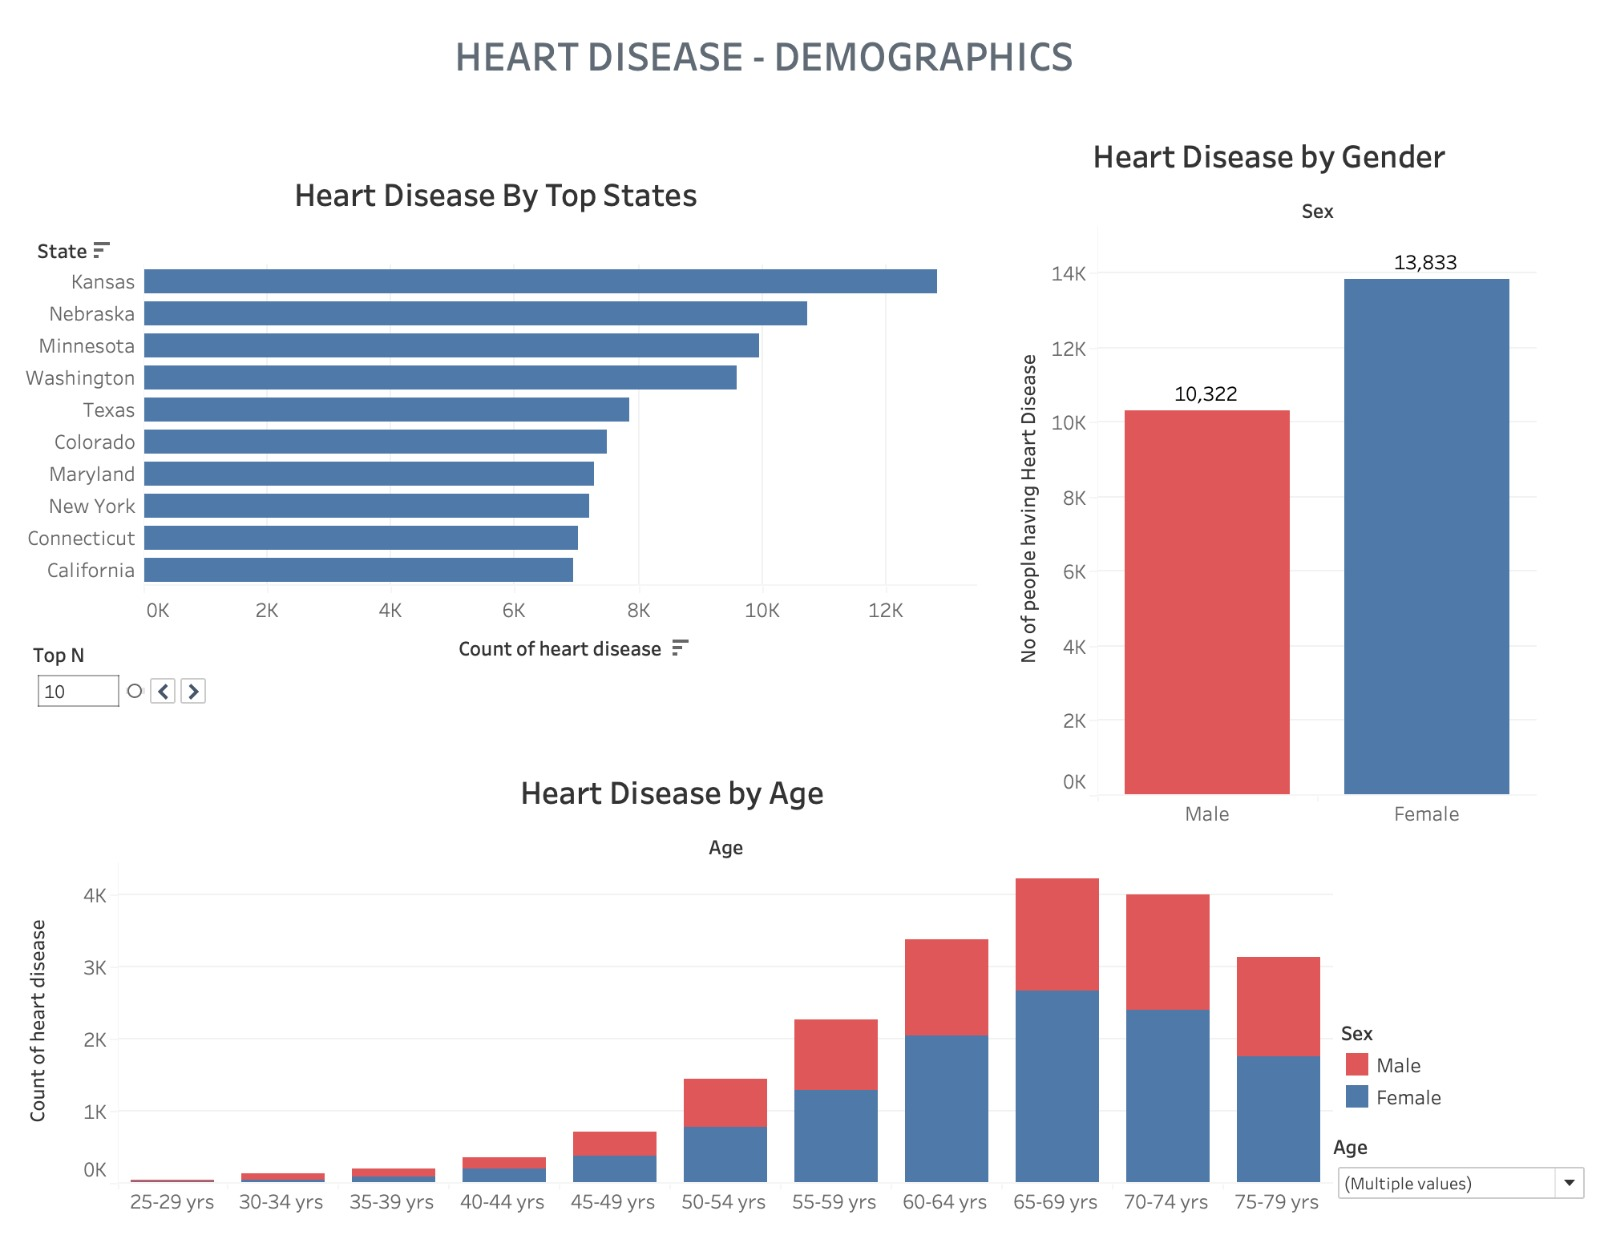 HEART DISEASE - DEMOGRAPHICS
Heart Disease By Top States
State
Kansas
Nebraska
Minnesota
Washington
Texas
Colorado
Maryland
New York
Connecticut
California
0K 2K 4K 6K 8K 10K 12K
Count of heart disease
Top N
10
Heart Disease by Gender
Sex
No of people having Heart Disease
14K
12K
10K
8K
6K
4K
2K
0K
10,322
13,833
Male Female
Heart Disease by Age
Age
Count of heart disease
4K
3K
2K
1K
0K
25-29 yrs 30-34 yrs 35-39 yrs 40-44 yrs 45-49 yrs 50-54 yrs 55-59 yrs 60-64 yrs 65-69 yrs 70-74 yrs 75-79 yrs
Sex
Male
Female
Age
(Multiple values)